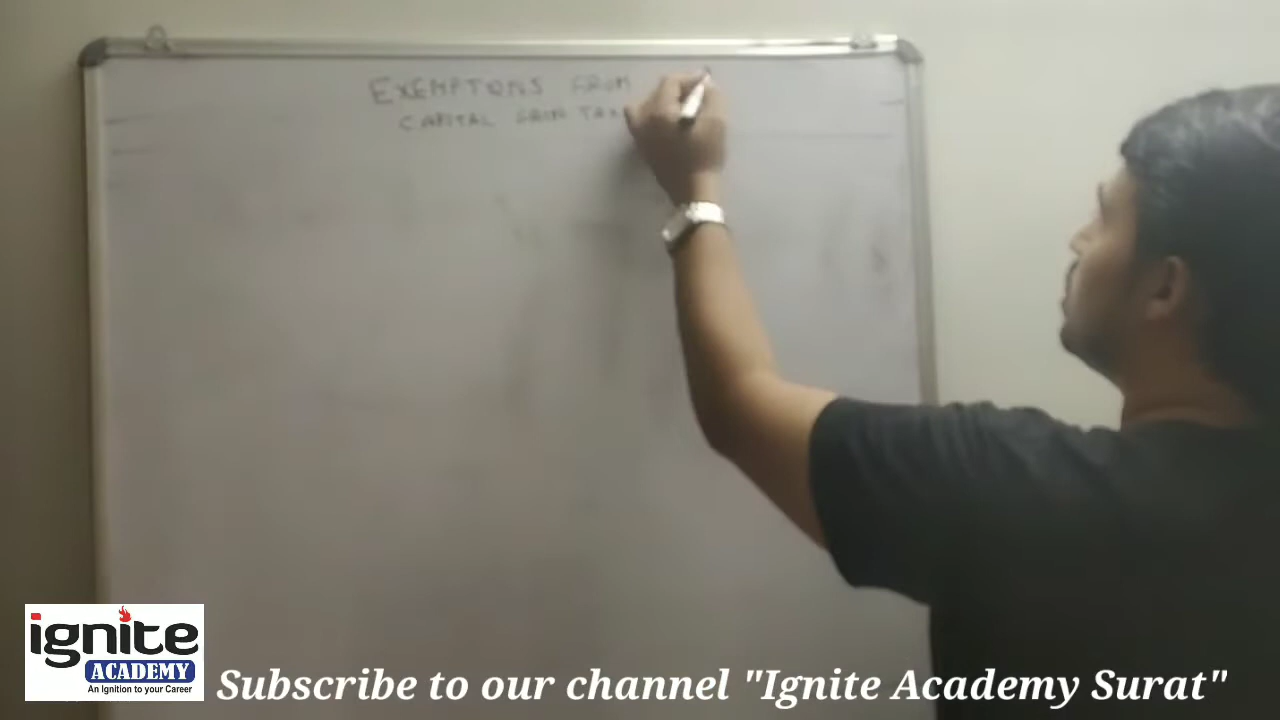 EXEMPTIONS FROM
CAPITAL GAIN TAX
ignite
ACADEMY
An Ignition to your Career
Subscribe to our channel "Ignite Academy Surat"